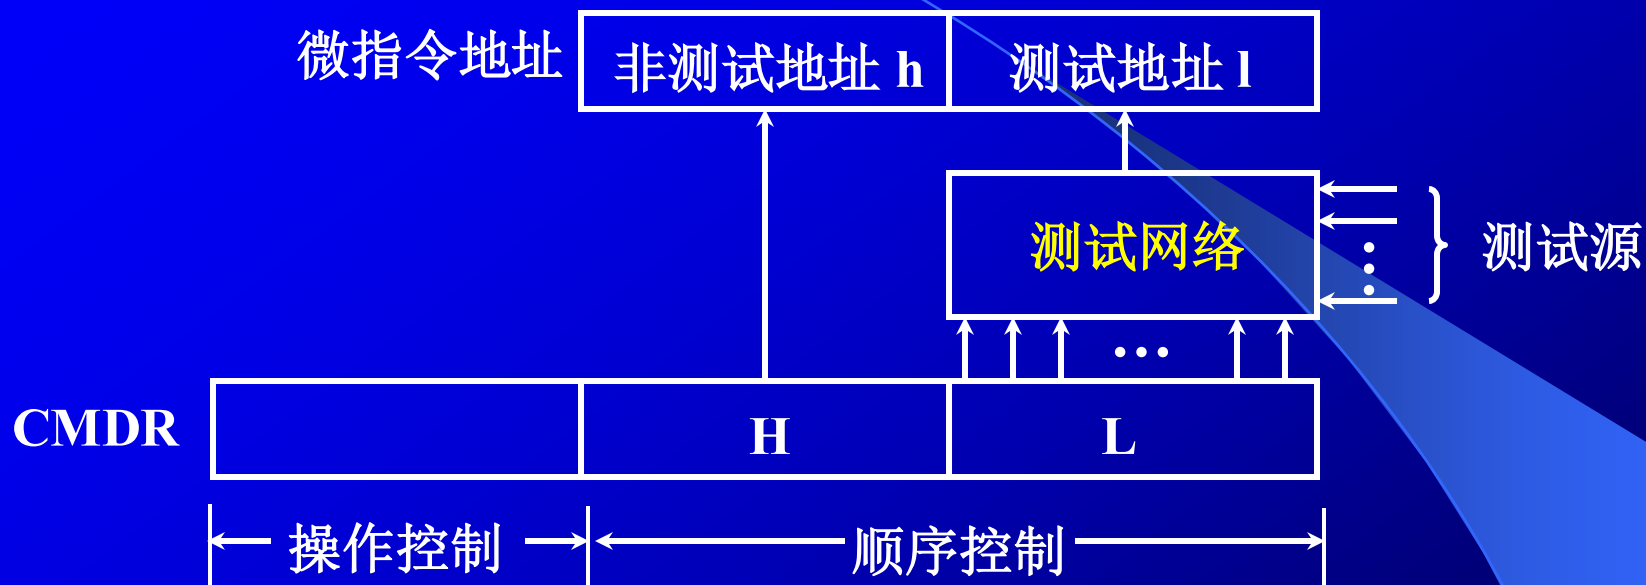 微指令地址
非测试地址 h
测试地址 l
测试网络
测试源
…
CMDR
H
L
操作控制
顺序控制